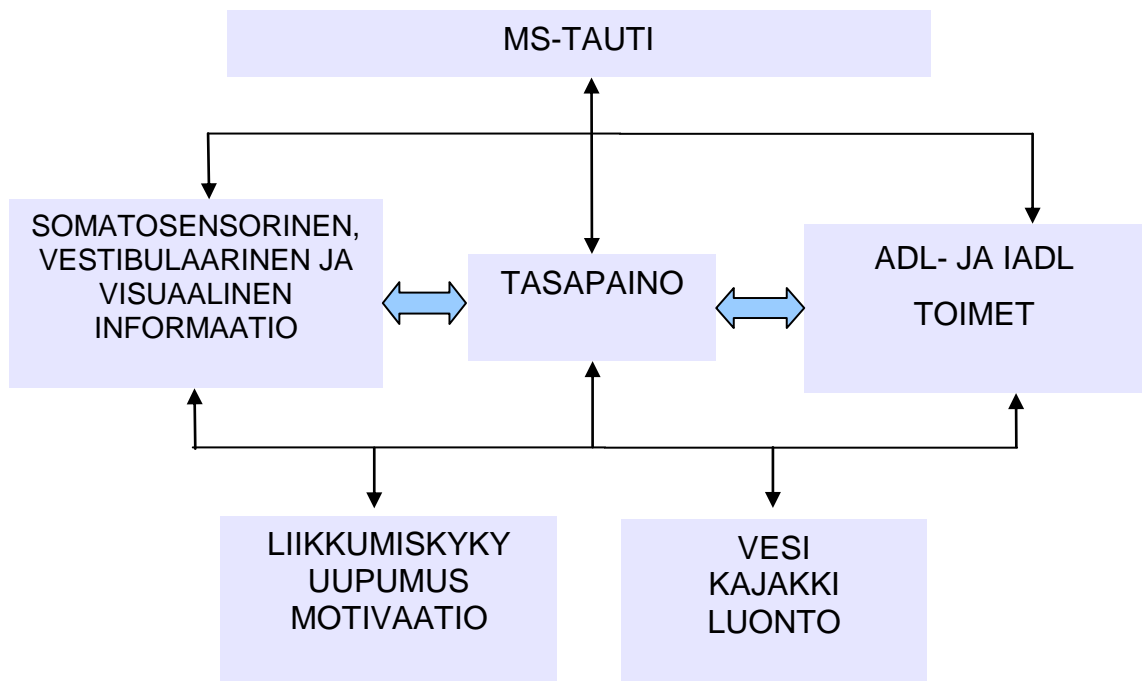 MS-TAUTI
SOMATOSENSORINEN,
VESTIBULAARINEN JA
VISUAALINEN
INFORMAATIO
TASAPAINO
ADL- JA IADL
TOIMET
LIIKKUMISKYKY
UUPUMUS
MOTIVAATIO
VESI
KAJAKKI
LUONTO